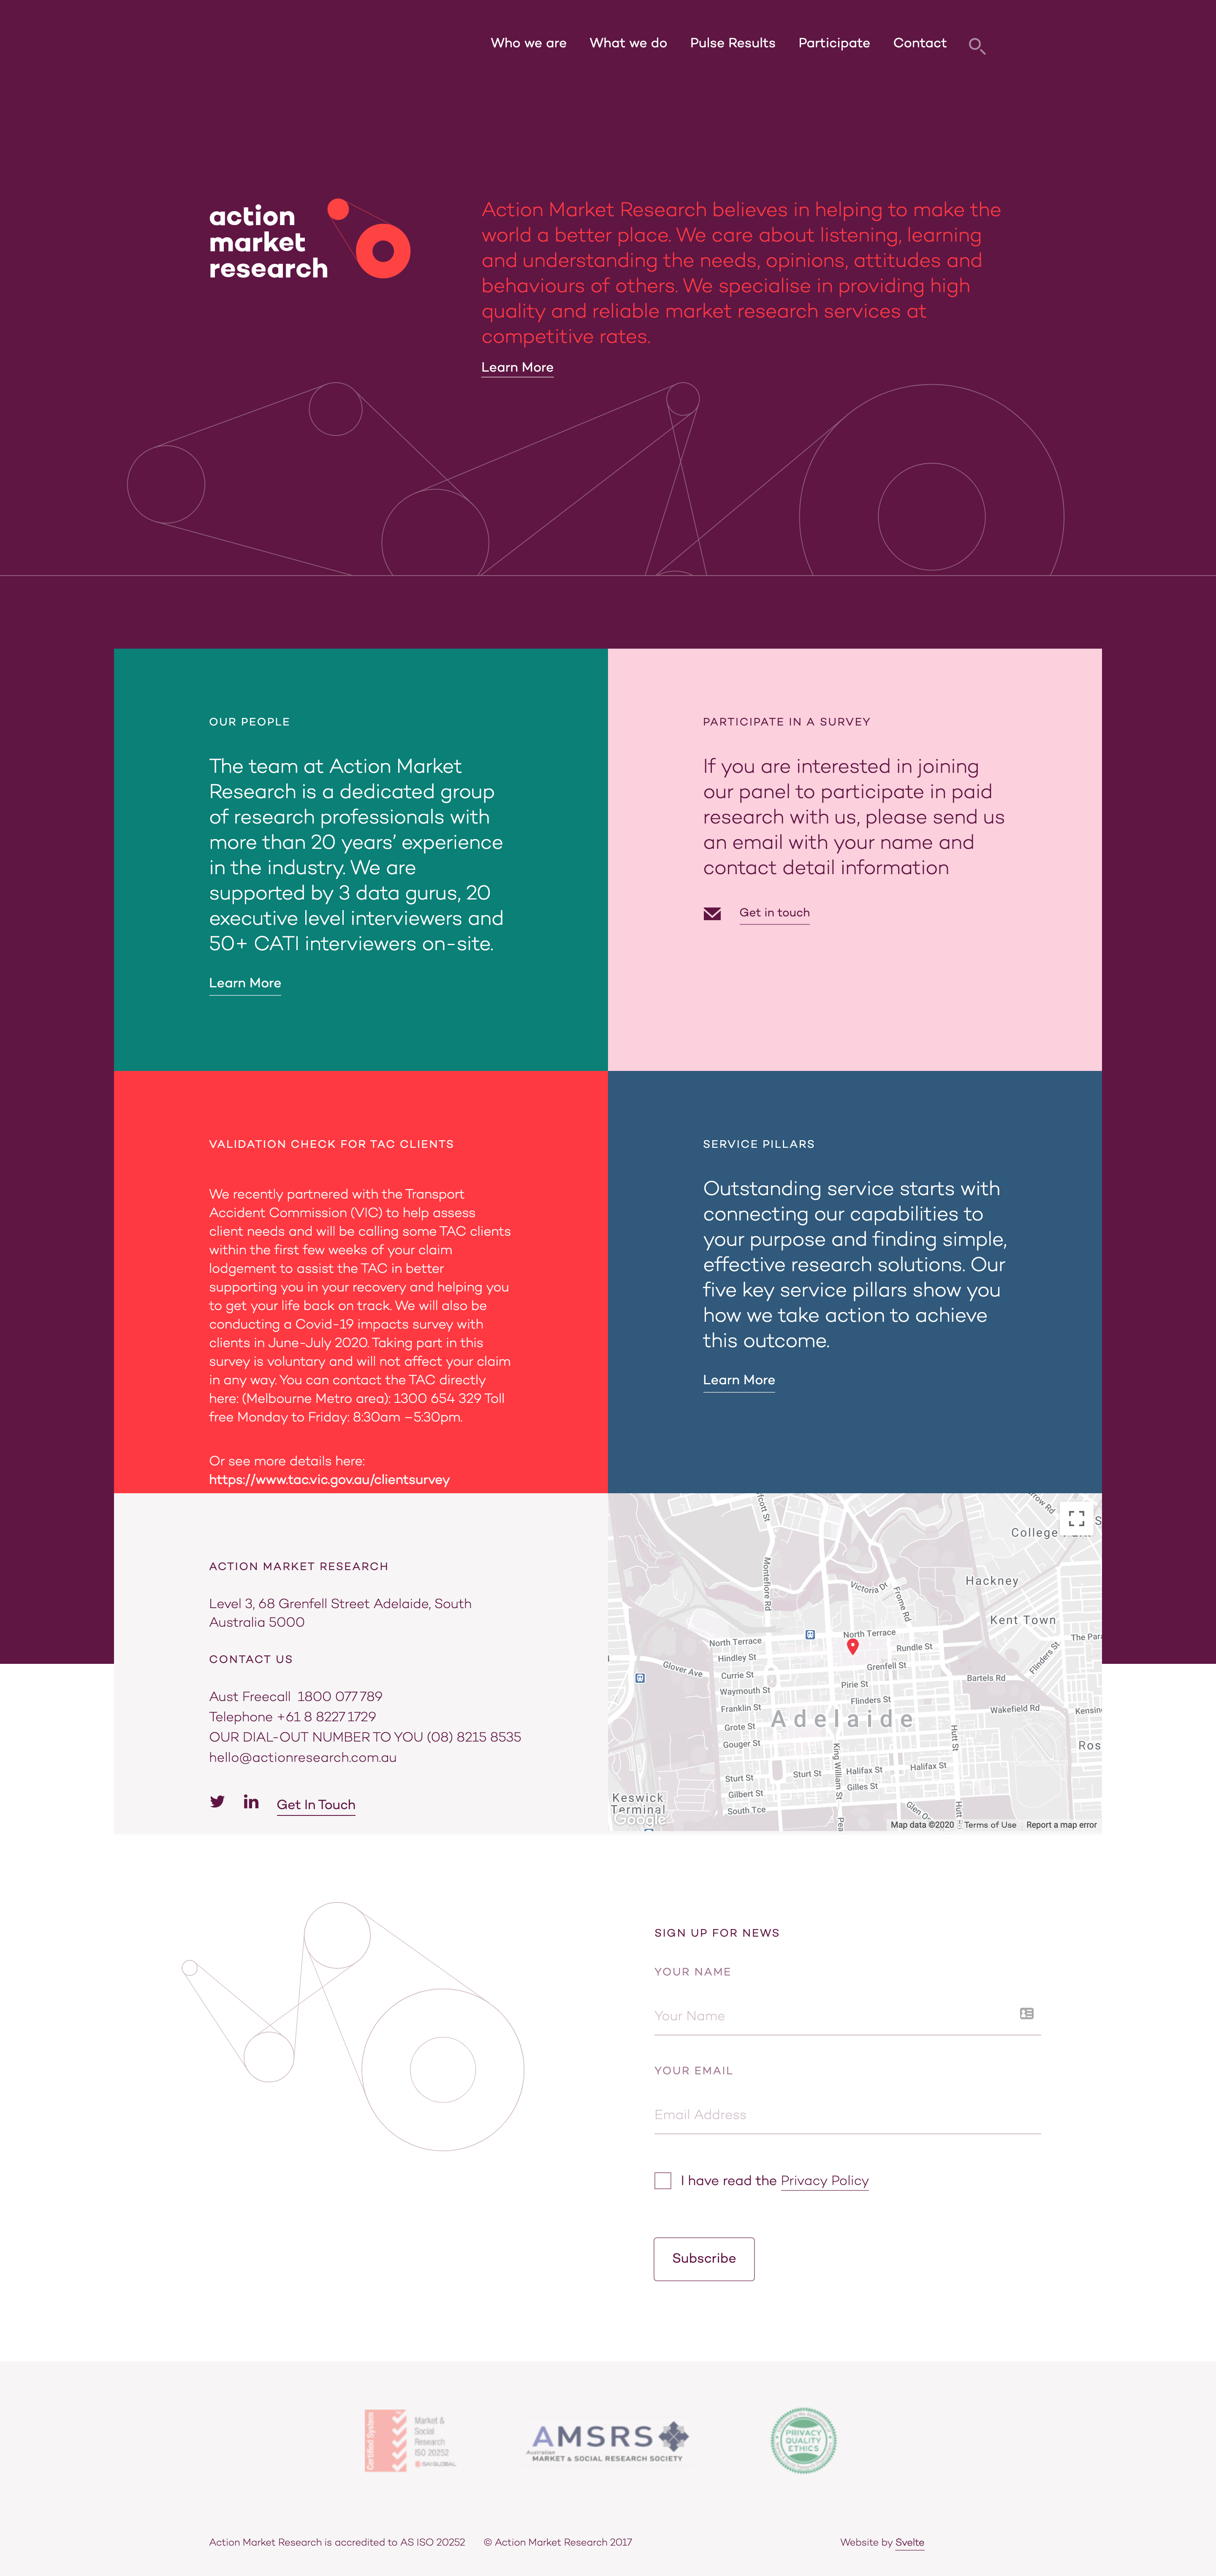 Who we are What we do Pulse Results Participate Contact
action
market
research
Action Market Research believes in helping to make the
world a better place. We care about listening, learning
and understanding the needs, opinions, attitudes and
behaviours of others. We specialise in providing high
quality and reliable market research services at
competitive rates.
Learn More
OUR PEOPLE
The team at Action Market
Research is a dedicated group
of research professionals with
more than 20 years’ experience
in the industry. We are
supported by 3 data gurus, 20
executive level interviewers and
50+ CATI interviewers on-site.
Learn More
PARTICIPATE IN A SURVEY
If you are interested in joining
our panel to participate in paid
research with us, please send us
an email with your name and
contact detail information
Get in touch
VALIDATION CHECK FOR TAC CLIENTS
We recently partnered with the Transport
Accident Commission (VIC) to help assess
client needs and will be calling some TAC clients
within the first few weeks of your claim
lodgement to assist the TAC in better
supporting you in your recovery and helping you
to get your life back on track. We will also be
conducting a Covid-19 impacts survey with
clients in June-July 2020. Taking part in this
survey is voluntary and will not affect your claim
in any way. You can contact the TAC directly
here: (Melbourne Metro area): 1300 654 329 Toll
free Monday to Friday: 8:30am –5:30pm.
Or see more details here:
https://www.tac.vic.gov.au/clientsurvey
SERVICE PILLARS
Outstanding service starts with
connecting our capabilities to
your purpose and finding simple,
effective research solutions. Our
five key service pillars show you
how we take action to achieve
this outcome.
Learn More
ACTION MARKET RESEARCH
Level 3, 68 Grenfell Street Adelaide, South
Australia 5000
CONTACT US
Aust Freecall 1800 077 789
Telephone +61 8 8227 1729
OUR DIAL-OUT NUMBER TO YOU (08) 8215 8535
hello@actionresearch.com.au
Get In Touch
College
Montefiore Rd
Victoria Dr
Frome Rd
Hackney
Kent Town
North Terrace
North Terrace
Rundle St
The Para
Hindley St
Glover Ave
Currie St
Grenfell St
Flinders St
Waymouth St
Pirie St
Bartels Rd
Franklin St
Flinders St
Wakefield Rd
Kensin
Grote St
Adelaide
Gouger St
Hutt St
Ros
King William St
Halifax St
Halifax St
Sturt St
Sturt St
Gilles St
Gilbert St
South Tce
Keswick
Terminal
Google
Map data ©2020
Terms of Use
Report a map error
SIGN UP FOR NEWS
YOUR NAME
Your Name
YOUR EMAIL
Email Address
I have read the Privacy Policy
Subscribe
Certified System
Market &
Social
Research
ISO 20252
SAI GLOBAL
AMSRS
Australian
MARKET & SOCIAL RESEARCH SOCIETY
PRIVACY
QUALITY
ETHICS
Action Market Research is accredited to AS ISO 20252 © Action Market Research 2017
Website by Svelte